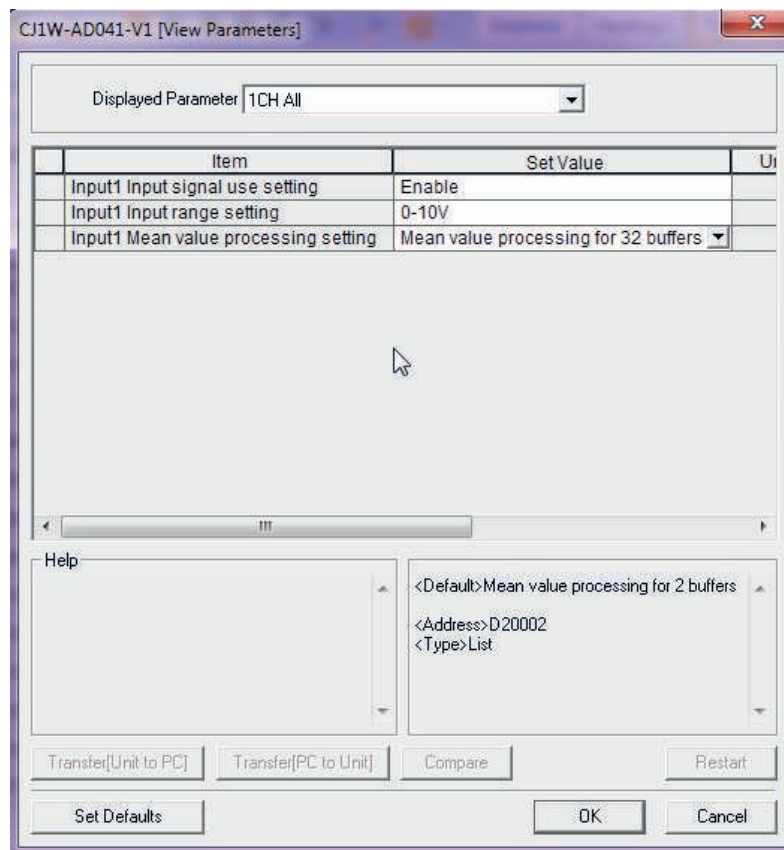 CJ1W-AD041-V1 [View Parameters]
Displayed Parameter 1CH All
Item Set Value
Input1 Input signal use setting Enable
Input1 Input range setting 0-10V
Input1 Mean value processing setting Mean value processing for 32 buffers
Help
<Default>Mean value processing for 2 buffers
<Address>D20002
<Type>List
Transfer[Unit to PC] Transfer[PC to Unit] Compare Restart
Set Defaults OK Cancel